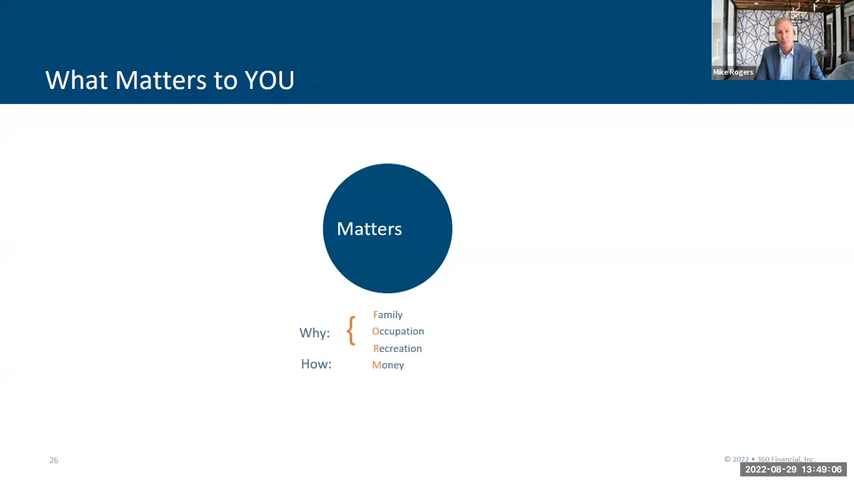 What Matters to YOU
Mike Rogers
Matters
Family
Why: { Occupation
Recreation
How: Money
26
© 2022 • 360 Financial, Inc.
2022-08-29 13:49:06